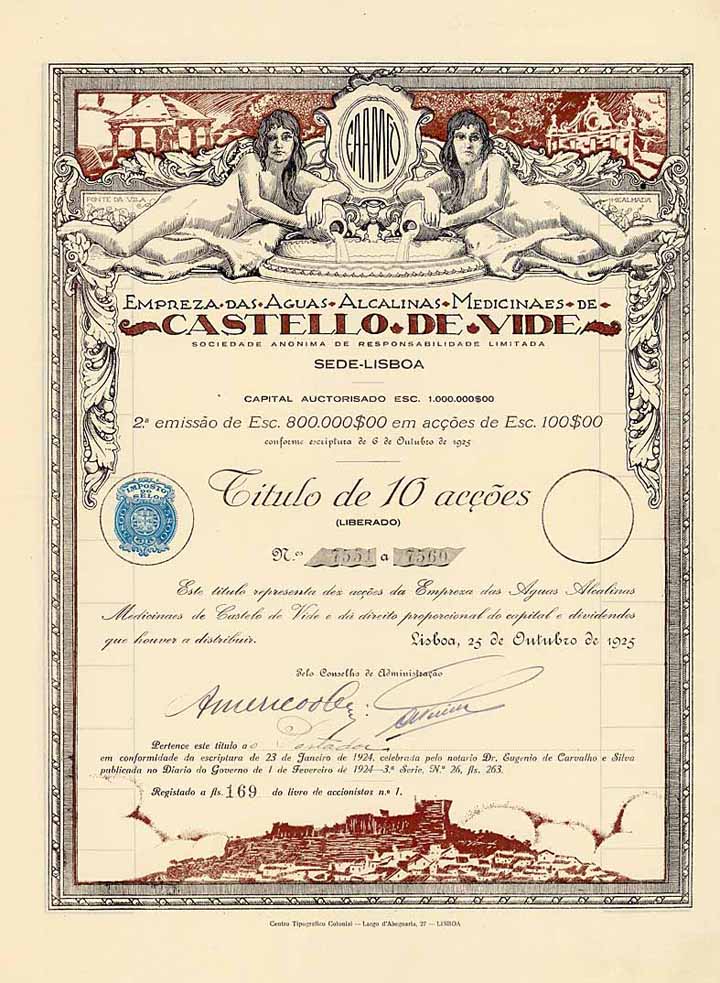 FONTE DA VILA
MEALHADA
EMPREZA DAS AGUAS ALCALINAS MEDICINAES DE
CASTELLO DE VIDE
SOCIEDADE ANONIMA DE RESPONSABILIDADE LIMITADA
SEDE-LISBOA
CAPITAL AUCTORISADO ESC. 1.000.000$00
2.ª emissão de Esc. 800.000$00 em acções de Esc. 100$00
conforme escriptura de 6 de Outubro de 1925
Titulo de 10 acções
(LIBERADO)
IMPOSTO
DE
SELO
N.os 7551 a 7560
Este titulo representa dez acções da Empreza das Aguas Alcalinas
Medicinaes de Castelo de Vide e dá direito proporcional do capital e dividendos
que houver a distribuir. Lisboa, 25 de Outubro de 1925
Pelo Conselho de Administração
Pertence este titulo ao Portador
em conformidade da escriptura de 23 de Janeiro de 1924, celebrada pelo notario Dr. Eugenio de Carvalho e Silva
publicada no Diario do Governo de 1 de Fevereiro de 1924—3.ª Serie, N.º 26, fls. 263.
Registado a fls. 169 do livro de accionistas n.º 1.
Centro Tipografico Colonial — Largo d'Abegoaria, 27 — LISBOA